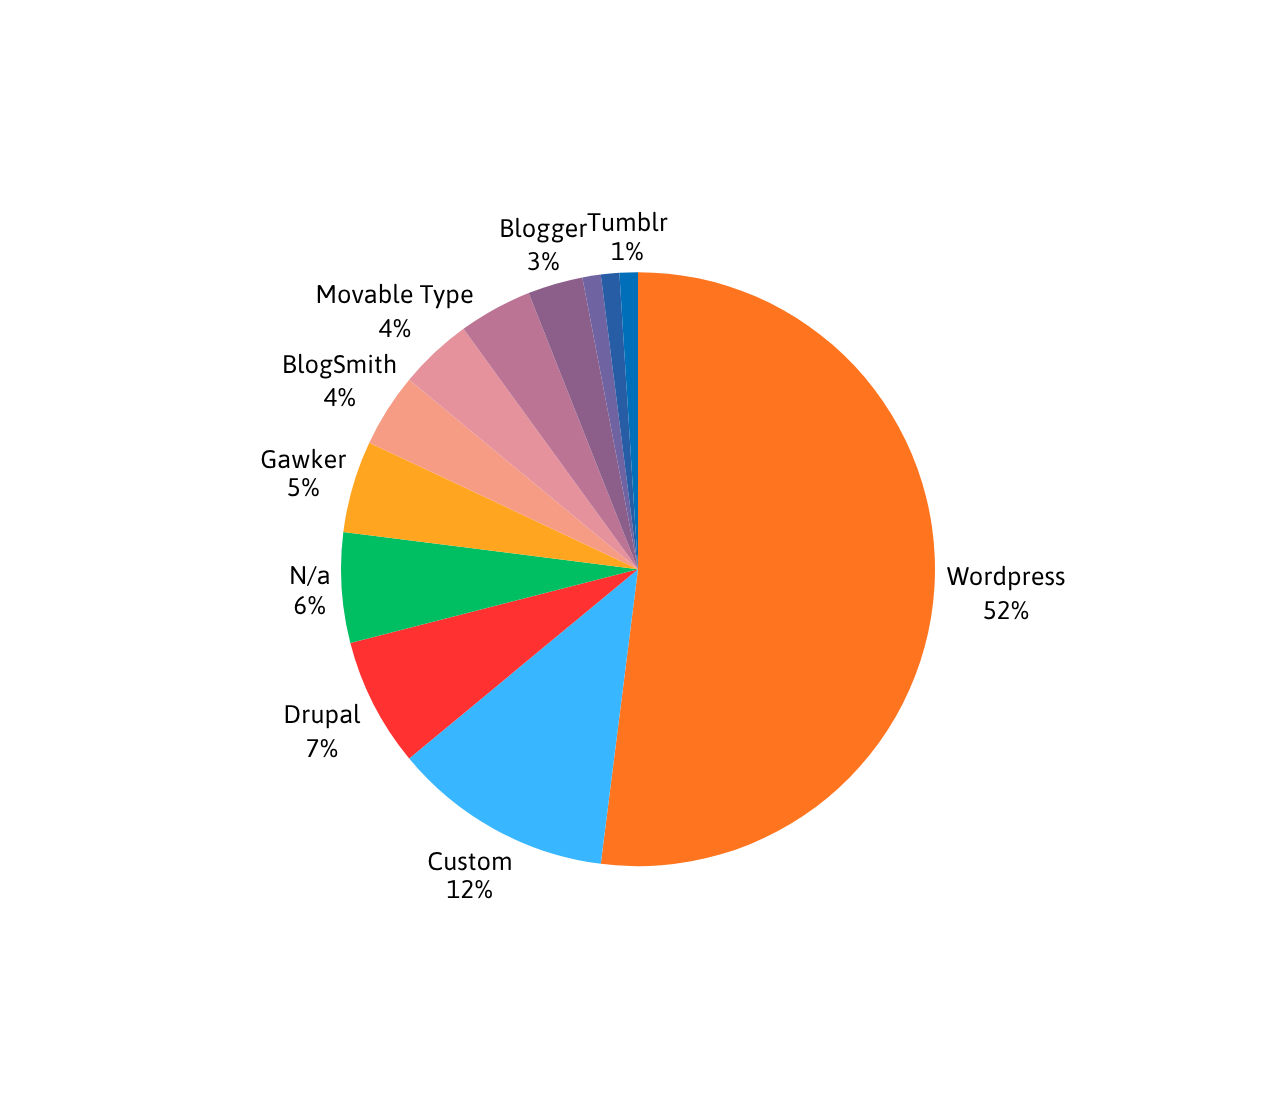 Tumblr
1%
Blogger
3%
Movable Type
4%
BlogSmith
4%
Gawker
5%
N/a
6%
Drupal
7%
Custom
12%
Wordpress
52%